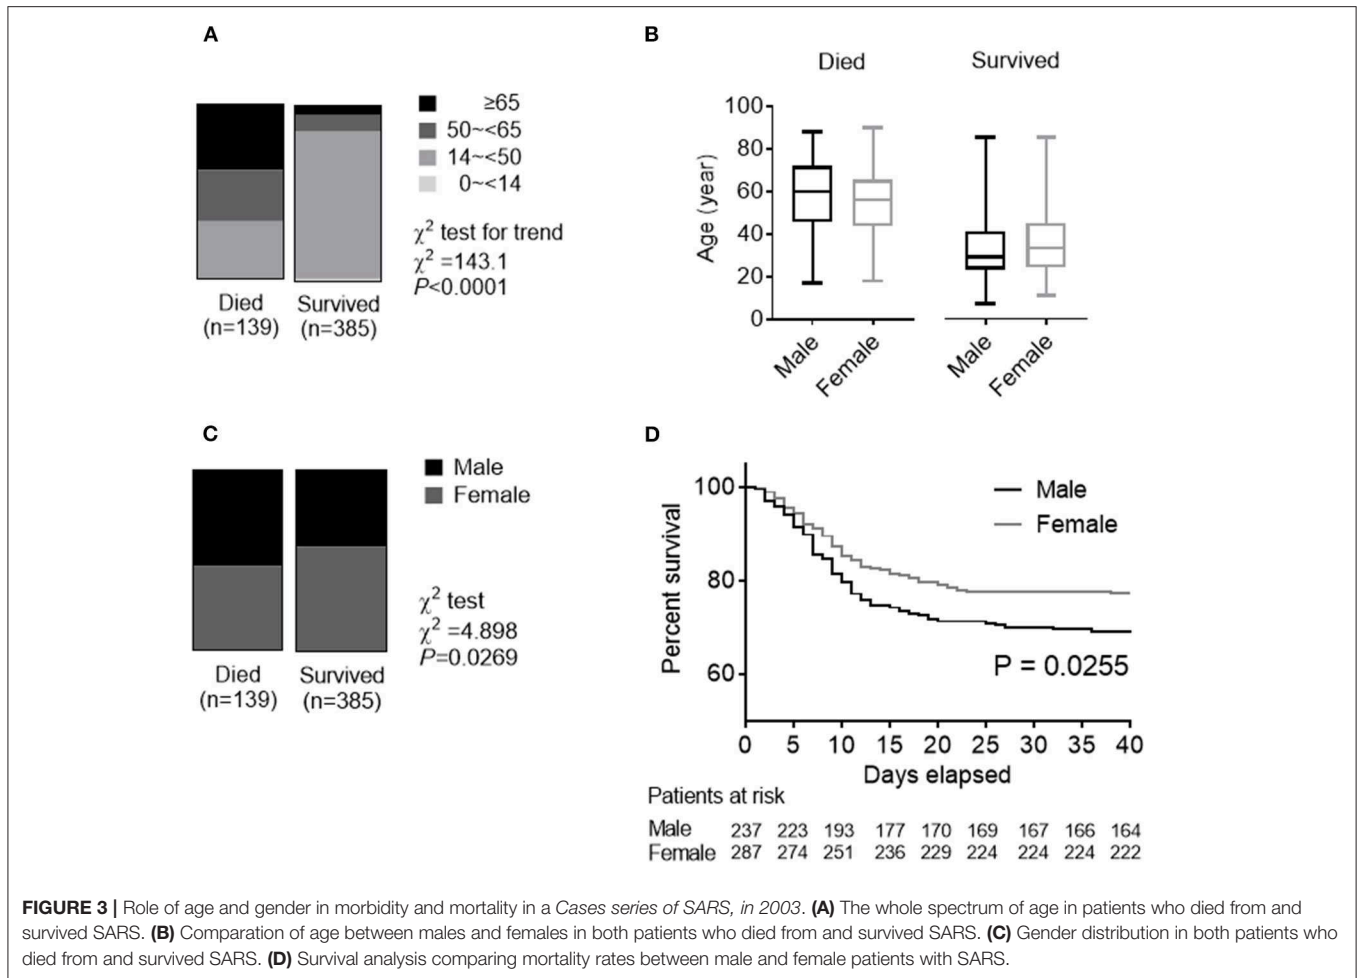 A
≥65
50~<65
14~<50
0~<14
χ² test for trend
χ² =143.1
P<0.0001
Died
(n=139)
Survived
(n=385)
B
Died
Survived
Age (year)
100
80
60
40
20
0
Male
Female
Male
Female
C
Male
Female
χ² test
χ² =4.898
P=0.0269
Died
(n=139)
Survived
(n=385)
D
Percent survival
100
80
60
Male
Female
P = 0.0255
0 5 10 15 20 25 30 35 40
Days elapsed
Patients at risk
Male 237 223 193 177 170 169 167 166 164
Female 287 274 251 236 229 224 224 224 222
FIGURE 3 | Role of age and gender in morbidity and mortality in a Cases series of SARS, in 2003. (A) The whole spectrum of age in patients who died from and
survived SARS. (B) Comparation of age between males and females in both patients who died from and survived SARS. (C) Gender distribution in both patients who
died from and survived SARS. (D) Survival analysis comparing mortality rates between male and female patients with SARS.